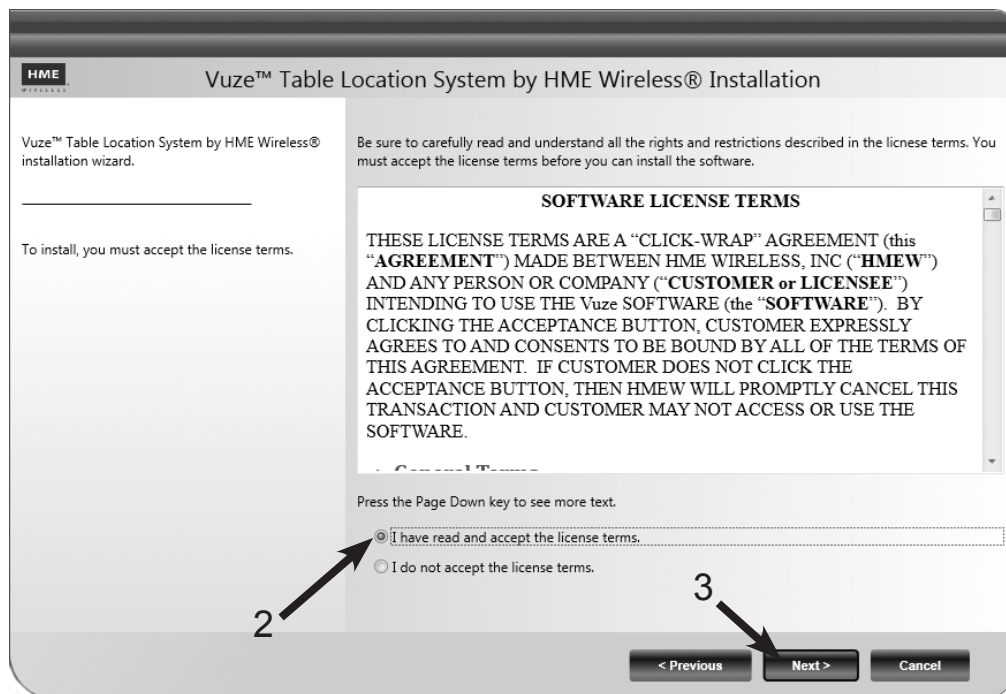 HME
WIRELESS
Vuze™ Table Location System by HME Wireless® Installation
Vuze™ Table Location System by HME Wireless®
installation wizard.
To install, you must accept the license terms.
Be sure to carefully read and understand all the rights and restrictions described in the licnese terms. You
must accept the license terms before you can install the software.
SOFTWARE LICENSE TERMS
THESE LICENSE TERMS ARE A “CLICK-WRAP” AGREEMENT (this
“AGREEMENT”) MADE BETWEEN HME WIRELESS, INC (“HMEW”)
AND ANY PERSON OR COMPANY (“CUSTOMER or LICENSEE”)
INTENDING TO USE THE Vuze SOFTWARE (the “SOFTWARE”). BY
CLICKING THE ACCEPTANCE BUTTON, CUSTOMER EXPRESSLY
AGREES TO AND CONSENTS TO BE BOUND BY ALL OF THE TERMS OF
THIS AGREEMENT. IF CUSTOMER DOES NOT CLICK THE
ACCEPTANCE BUTTON, THEN HMEW WILL PROMPTLY CANCEL THIS
TRANSACTION AND CUSTOMER MAY NOT ACCESS OR USE THE
SOFTWARE.
General Terms
Press the Page Down key to see more text.
I have read and accept the license terms.
I do not accept the license terms.
2
3
< Previous
Next >
Cancel